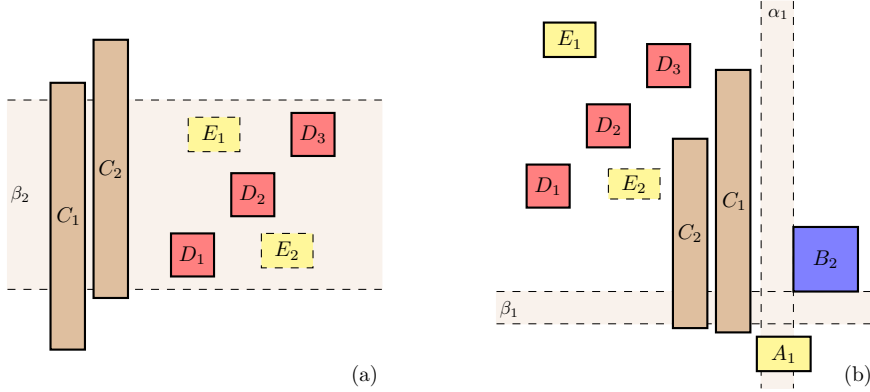 E₁
D₃
C₂
β₂
D₂
C₁
D₁
E₂
(a)
α₁
E₁
D₃
D₂
D₁
E₂
C₁
C₂
B₂
β₁
A₁
(b)